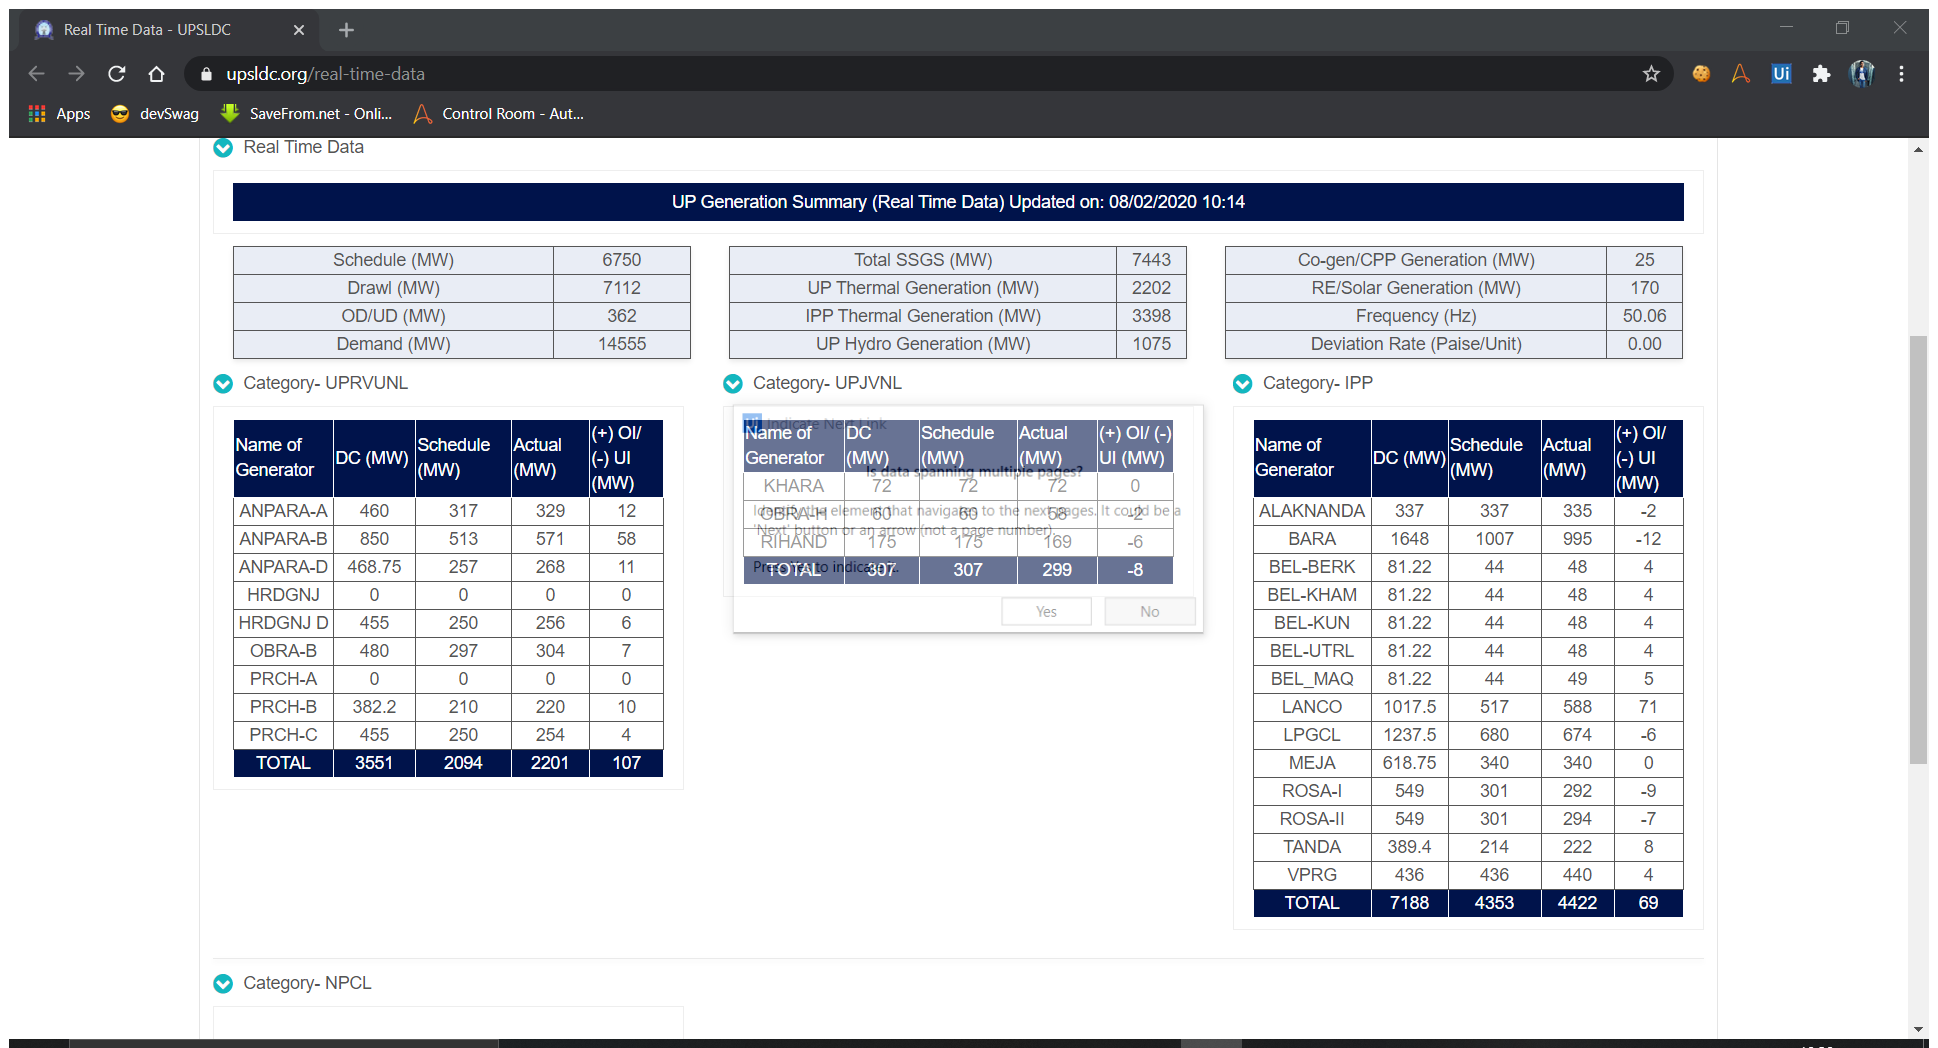 Real Time Data - UPSLDC
upsldc.org/real-time-data
Apps devSwag SaveFrom.net - Onli... Control Room - Aut...
Real Time Data
UP Generation Summary (Real Time Data) Updated on: 08/02/2020 10:14
Schedule (MW) 6750
Drawl (MW) 7112
OD/UD (MW) 362
Demand (MW) 14555
Total SSGS (MW) 7443
UP Thermal Generation (MW) 2202
IPP Thermal Generation (MW) 3398
UP Hydro Generation (MW) 1075
Co-gen/CPP Generation (MW) 25
RE/Solar Generation (MW) 170
Frequency (Hz) 50.06
Deviation Rate (Paise/Unit) 0.00
Category- UPRVUNL
Name of Generator DC (MW) Schedule (MW) Actual (MW) (+) OI/ (-) UI (MW)
ANPARA-A 460 317 329 12
ANPARA-B 850 513 571 58
ANPARA-D 468.75 257 268 11
HRDGNJ 0 0 0 0
HRDGNJ D 455 250 256 6
OBRA-B 480 297 304 7
PRCH-A 0 0 0 0
PRCH-B 382.2 210 220 10
PRCH-C 455 250 254 4
TOTAL 3551 2094 2201 107
Category- UPJVNL
Name of Generator DC (MW) Schedule (MW) Actual (MW) (+) OI/ (-) UI (MW)
KHARA 72 72 72 0
OBRA-H 60 60 58 -2
RIHAND 175 175 169 -6
TOTAL 307 307 299 -8
Ui Indicate Next Link
Is data spanning multiple pages?
Identify the element that navigates to the next pages. It could be a
'Next' button or an arrow (not a page number).
Press Yes to indicate it.
Yes No
Category- IPP
Name of Generator DC (MW) Schedule (MW) Actual (MW) (+) OI/ (-) UI (MW)
ALAKNANDA 337 337 335 -2
BARA 1648 1007 995 -12
BEL-BERK 81.22 44 48 4
BEL-KHAM 81.22 44 48 4
BEL-KUN 81.22 44 48 4
BEL-UTRL 81.22 44 48 4
BEL_MAQ 81.22 44 49 5
LANCO 1017.5 517 588 71
LPGCL 1237.5 680 674 -6
MEJA 618.75 340 340 0
ROSA-I 549 301 292 -9
ROSA-II 549 301 294 -7
TANDA 389.4 214 222 8
VPRG 436 436 440 4
TOTAL 7188 4353 4422 69
Category- NPCL